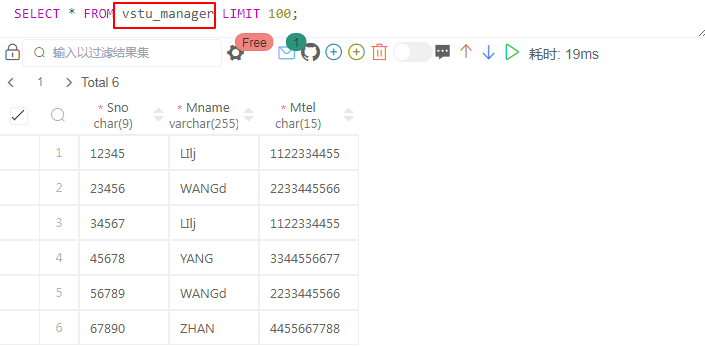 SELECT * FROM vstu_manager LIMIT 100;
输入以过滤结果集 Free 1 耗时: 19ms
1 Total 6
* Sno * Mname * Mtel
char(9) varchar(255) char(15)
1 12345 LIlj 1122334455
2 23456 WANGd 2233445566
3 34567 LIlj 1122334455
4 45678 YANG 3344556677
5 56789 WANGd 2233445566
6 67890 ZHAN 4455667788